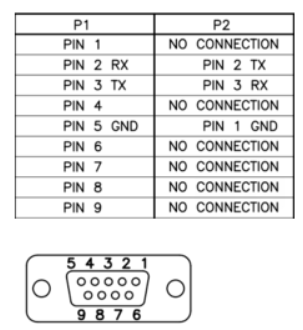 P1 P2
PIN 1 NO CONNECTION
PIN 2 RX PIN 2 TX
PIN 3 TX PIN 3 RX
PIN 4 NO CONNECTION
PIN 5 GND PIN 1 GND
PIN 6 NO CONNECTION
PIN 7 NO CONNECTION
PIN 8 NO CONNECTION
PIN 9 NO CONNECTION
5 4 3 2 1
9 8 7 6